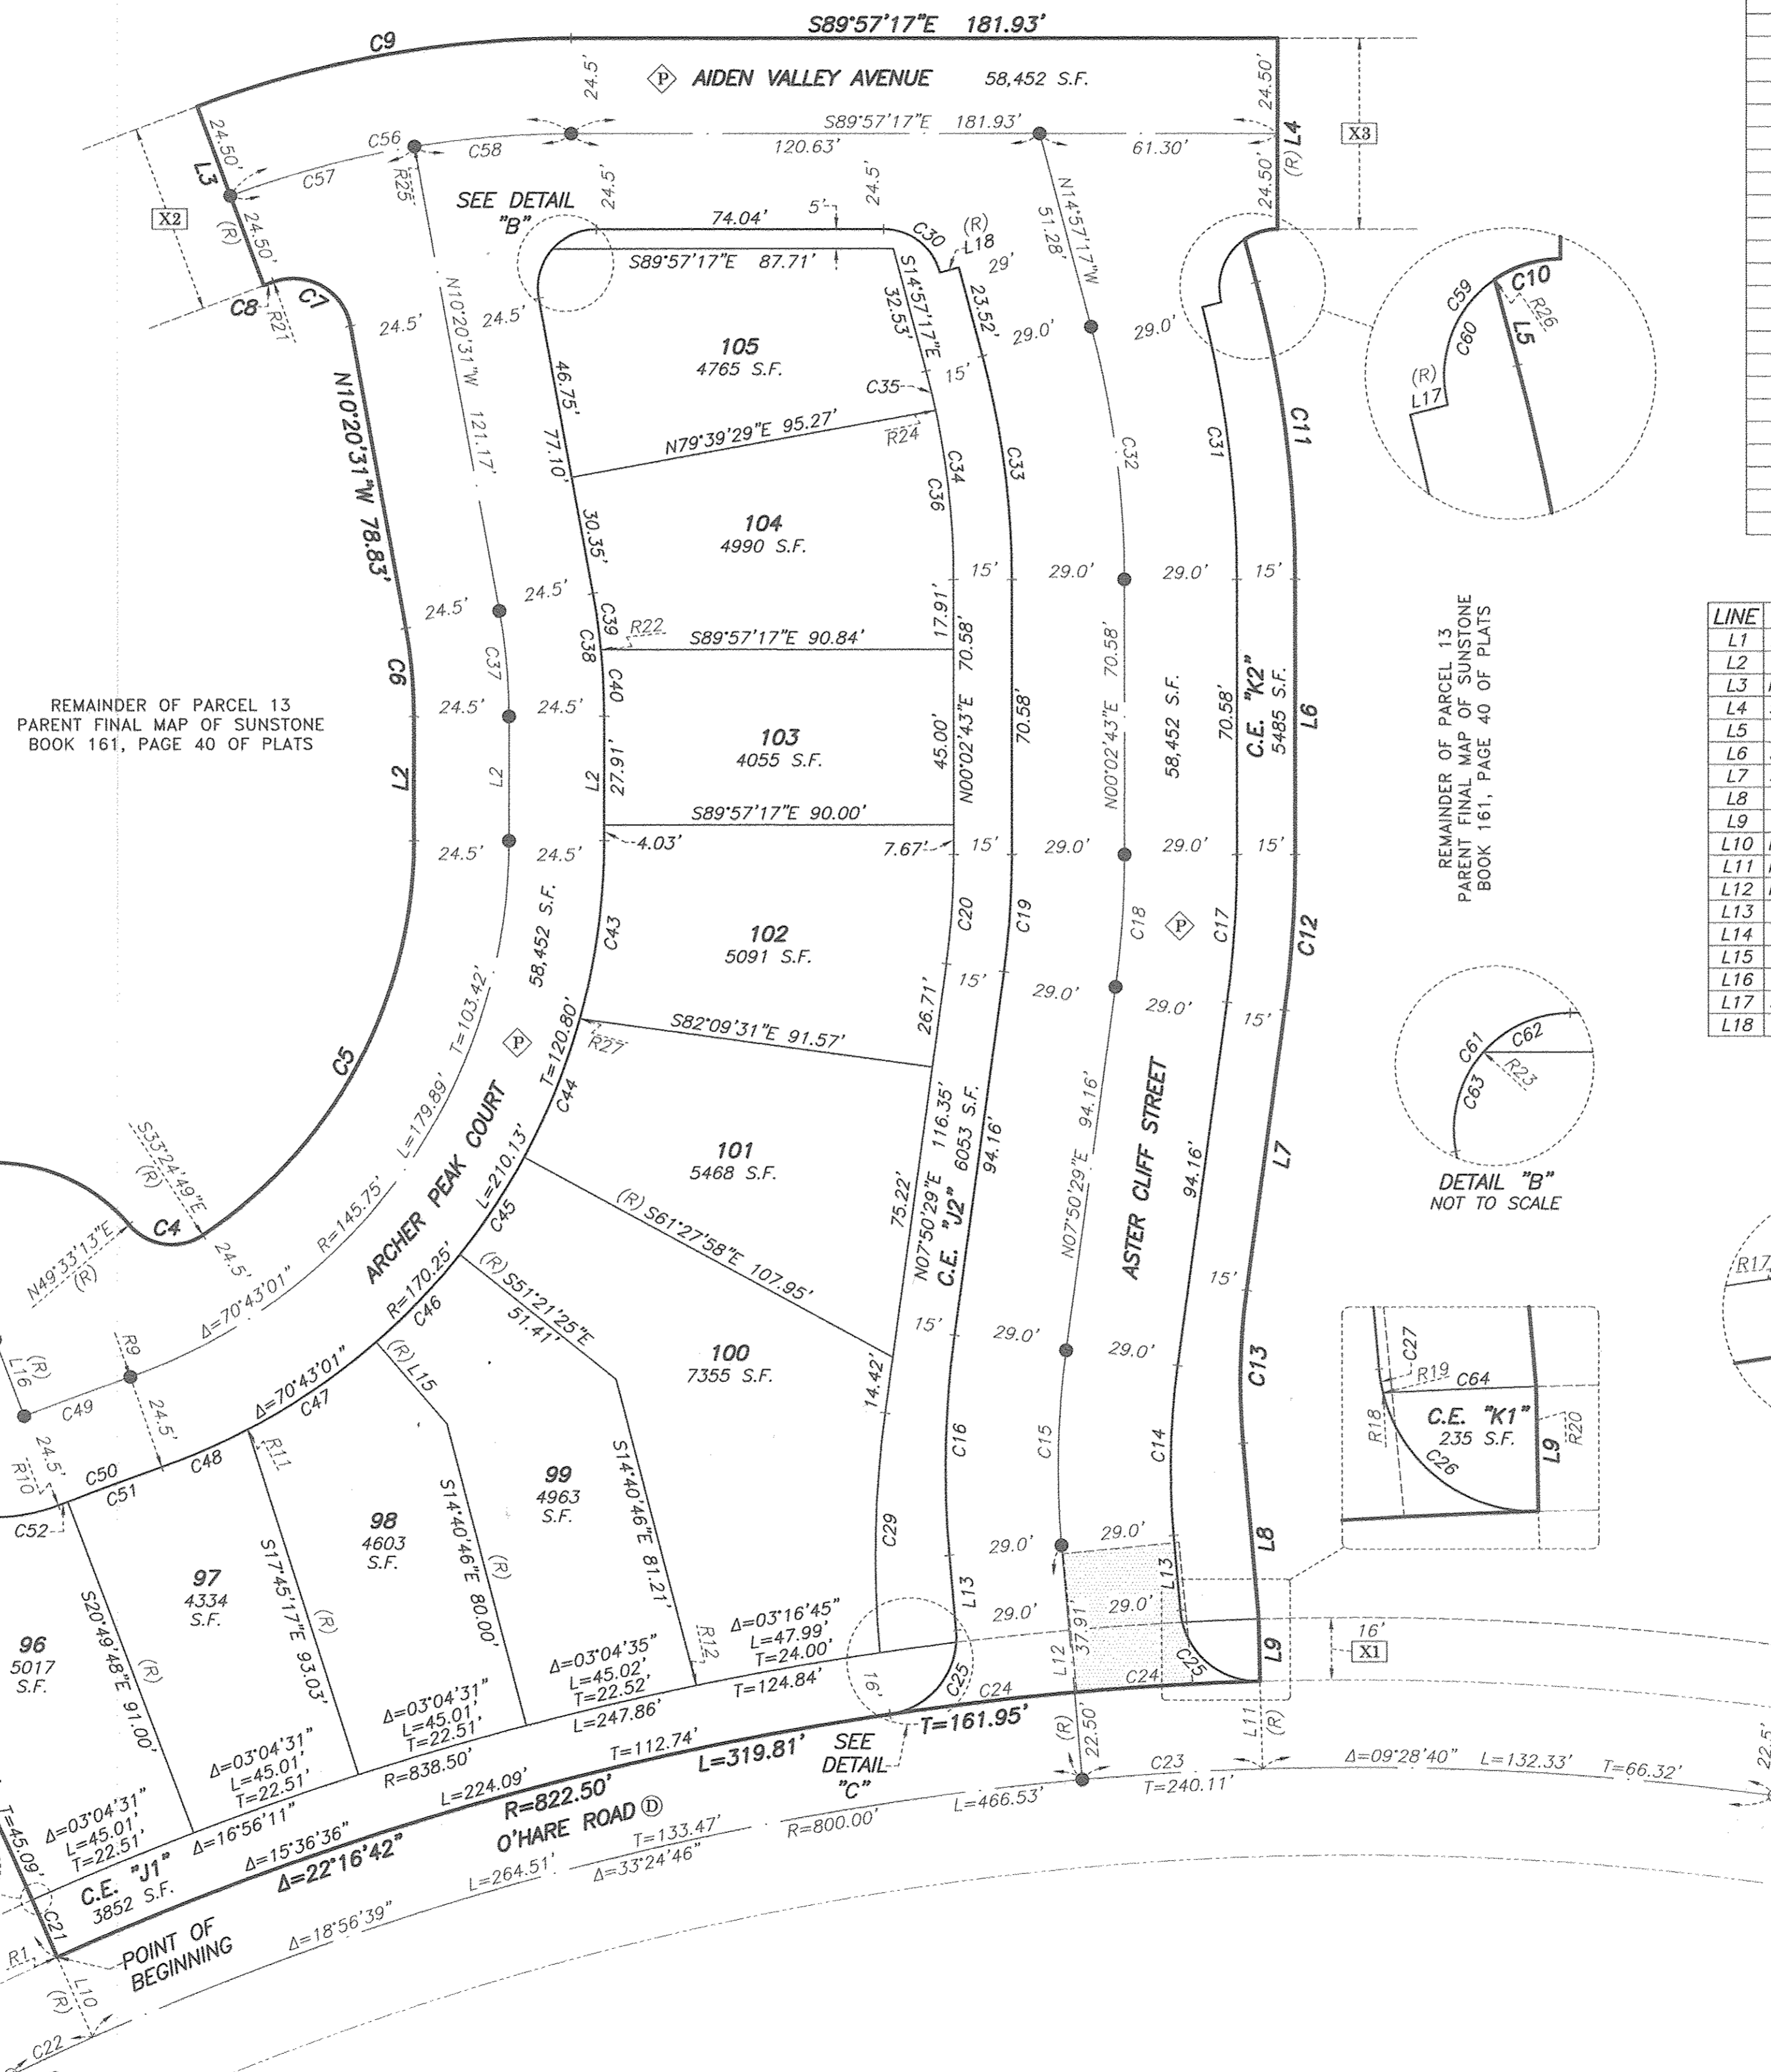 S89°57'17"E 181.93'
C9
24.5'
P AIDEN VALLEY AVENUE 58,452 S.F.
24.50'
S89°57'17"E 181.93'
L4
(R)
X3
24.50'
C56
C58
C57
120.63'
61.30'
24.50'
L3
X2
(R)
24.50'
R25
24.5'
24.5'
SEE DETAIL
"B"
74.04'
5'
C30
(R)
L18
29'
N14°57'17"W
51.28'
S89°57'17"E 87.71'
S14°57'17"E
32.53'
23.52'
C8
C7
R21
24.5'
24.5'
29.0'
29.0'
C59
C10
C60
R26
L5
(R)
L17
N10°20'31"W 121.17'
N10°20'31"W 78.83'
105
4765 S.F.
C35
15'
46.75'
77.10'
N79°39'29"E 95.27'
R24
C34
C33
C32
C31
C11
C36
30.35'
104
4990 S.F.
15'
29.0'
29.0'
15'
24.5'
24.5'
C39
R22
C38
S89°57'17"E 90.84'
17.91'
70.58'
C6
C37
C40
REMAINDER OF PARCEL 13
PARENT FINAL MAP OF SUNSTONE
BOOK 161, PAGE 40 OF PLATS
24.5'
24.5'
103
4055 S.F.
45.00'
N00°02'43"E
70.58'
N00°02'43"E 70.58'
58,452 S.F.
70.58'
C.E. "K2"
5485 S.F.
L6
REMAINDER OF PARCEL 13
PARENT FINAL MAP OF SUNSTONE
BOOK 161, PAGE 40 OF PLATS
LINE
L1
L2
L3
L4
L5
L6
L7
L8
L9
L10
L11
L12
L13
L14
L15
L16
L17
L18
L2
L2
27.91'
S89°57'17"E 90.00'
24.5'
24.5'
4.03'
7.67'
15'
29.0'
29.0'
15'
58,452 S.F.
C43
102
5091 S.F.
C20
C19
C18
P
C17
C12
26.71'
15'
29.0'
29.0'
15'
S82°09'31"E 91.57'
R27
C5
R=145.75' L=179.89' T=103.42'
P
ARCHER PEAK COURT
T=120.80'
C44
L=210.13'
C45
R=170.25'
C46
101
5468 S.F.
75.22'
N07°50'29"E 116.35'
C.E. "J2" 6053 S.F.
94.16'
N07°50'29"E 94.16'
ASTER CLIFF STREET
94.16'
L7
C61
C62
C63
R23
DETAIL "B"
NOT TO SCALE
S33°24'49"E
(R)
C4
24.5'
N49°33'13"E
(R)
(R) S61°27'58"E 107.95'
(R) S51°21'25"E
51.41'
Δ=70°43'01"
R9
(R)
L16
C49
24.5'
Δ=70°43'01"
C47
(R) L15
100
7355 S.F.
14.42'
15'
29.0'
29.0'
15'
C13
R17
C27
R19
C64
R18
C.E. "K1"
235 S.F.
C26
L9
R20
24.5'
R10
C50
C51
C48
R11
C52
S14°40'46"E 80.00'
(R)
99
4963
S.F.
S14°40'46"E 81.21'
C29
C16
C15
C14
98
4603
S.F.
S17°45'17"E 93.03'
(R)
97
4334
S.F.
S20°49'48"E 91.00'
(R)
96
5017
S.F.
29.0'
29.0'
L13
L13
L8
29.0'
29.0'
37.91'
L12
16'
X1
L9
R12
Δ=03°16'45"
L=47.99'
T=24.00'
T=124.84'
Δ=03°04'35"
L=45.02'
T=22.52'
L=247.86'
Δ=03°04'31"
L=45.01'
T=22.51'
R=838.50'
Δ=03°04'31"
L=45.01'
T=22.51'
Δ=16°56'11"
Δ=03°04'31"
L=45.01'
T=22.51'
T=45.09'
16'
C25
C24
C24
C25
T=161.95'
SEE
DETAIL
"C"
T=112.74'
L=319.81'
L=224.09'
R=822.50'
O'HARE ROAD D
Δ=15°36'36"
Δ=22°16'42"
(R)
22.50'
L11
(R)
C23
T=240.11'
Δ=09°28'40" L=132.33' T=66.32'
22.5'
L=466.53'
R=800.00'
T=133.47'
Δ=33°24'46"
L=264.51'
Δ=18°56'39"
C.E. "J1"
3852 S.F.
C21
R1
POINT OF
BEGINNING
L10
(R)
C22